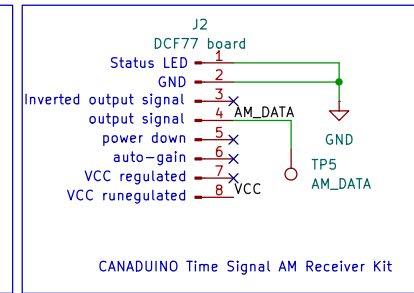 J2
DCF77 board
Status LED 1
GND 2
Inverted output signal 3
AM_DATA
output signal 4
power down 5
auto-gain 6
VCC regulated 7
VCC
VCC runegulated 8
GND
TP5
AM_DATA
CANADUINO Time Signal AM Receiver Kit